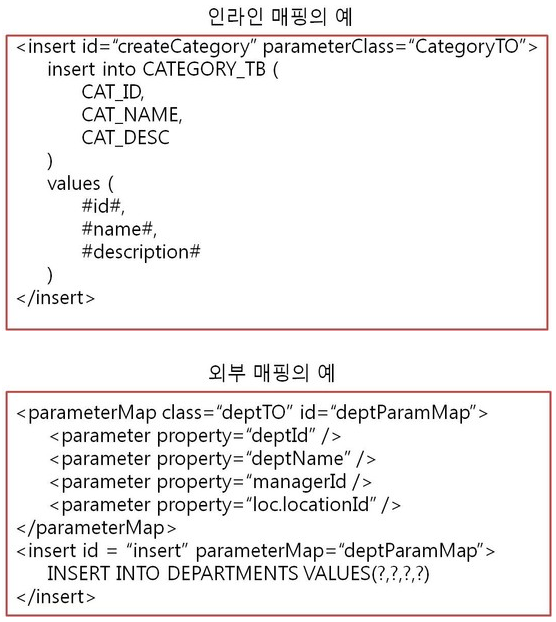 인라인 매핑의 예
<insert id=“createCategory” parameterClass=“CategoryTO”>
insert into CATEGORY_TB (
CAT_ID,
CAT_NAME,
CAT_DESC
)
values (
#id#,
#name#,
#description#
)
</insert>
외부 매핑의 예
<parameterMap class=“deptTO” id=“deptParamMap”>
<parameter property=“deptId” />
<parameter property=“deptName” />
<parameter property=“managerId />
<parameter property=“loc.locationId” />
</parameterMap>
<insert id = “insert” parameterMap=“deptParamMap”>
INSERT INTO DEPARTMENTS VALUES(?,?,?,?)
</insert>